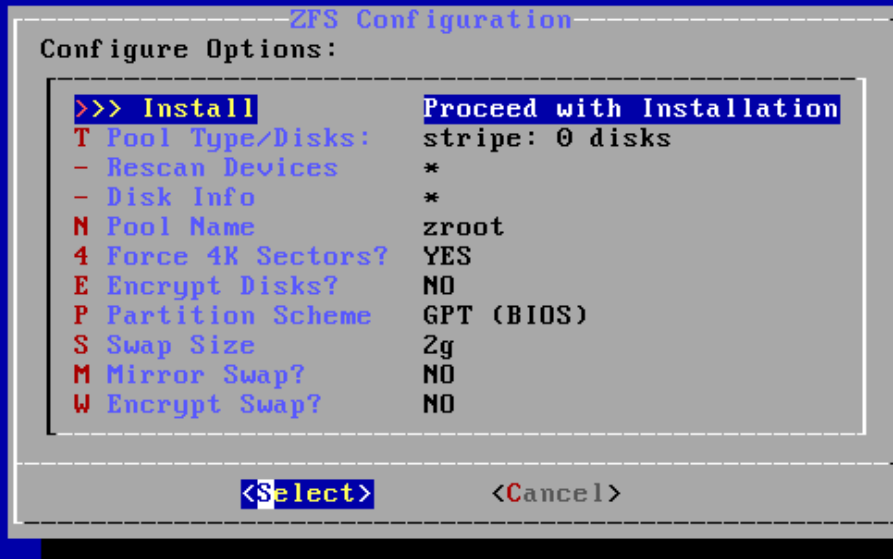 ZFS Configuration
Configure Options:
>>> Install Proceed with Installation
T Pool Type/Disks: stripe: 0 disks
- Rescan Devices *
- Disk Info *
N Pool Name zroot
4 Force 4K Sectors? YES
E Encrypt Disks? NO
P Partition Scheme GPT (BIOS)
S Swap Size 2g
M Mirror Swap? NO
W Encrypt Swap? NO
<Select> <Cancel>